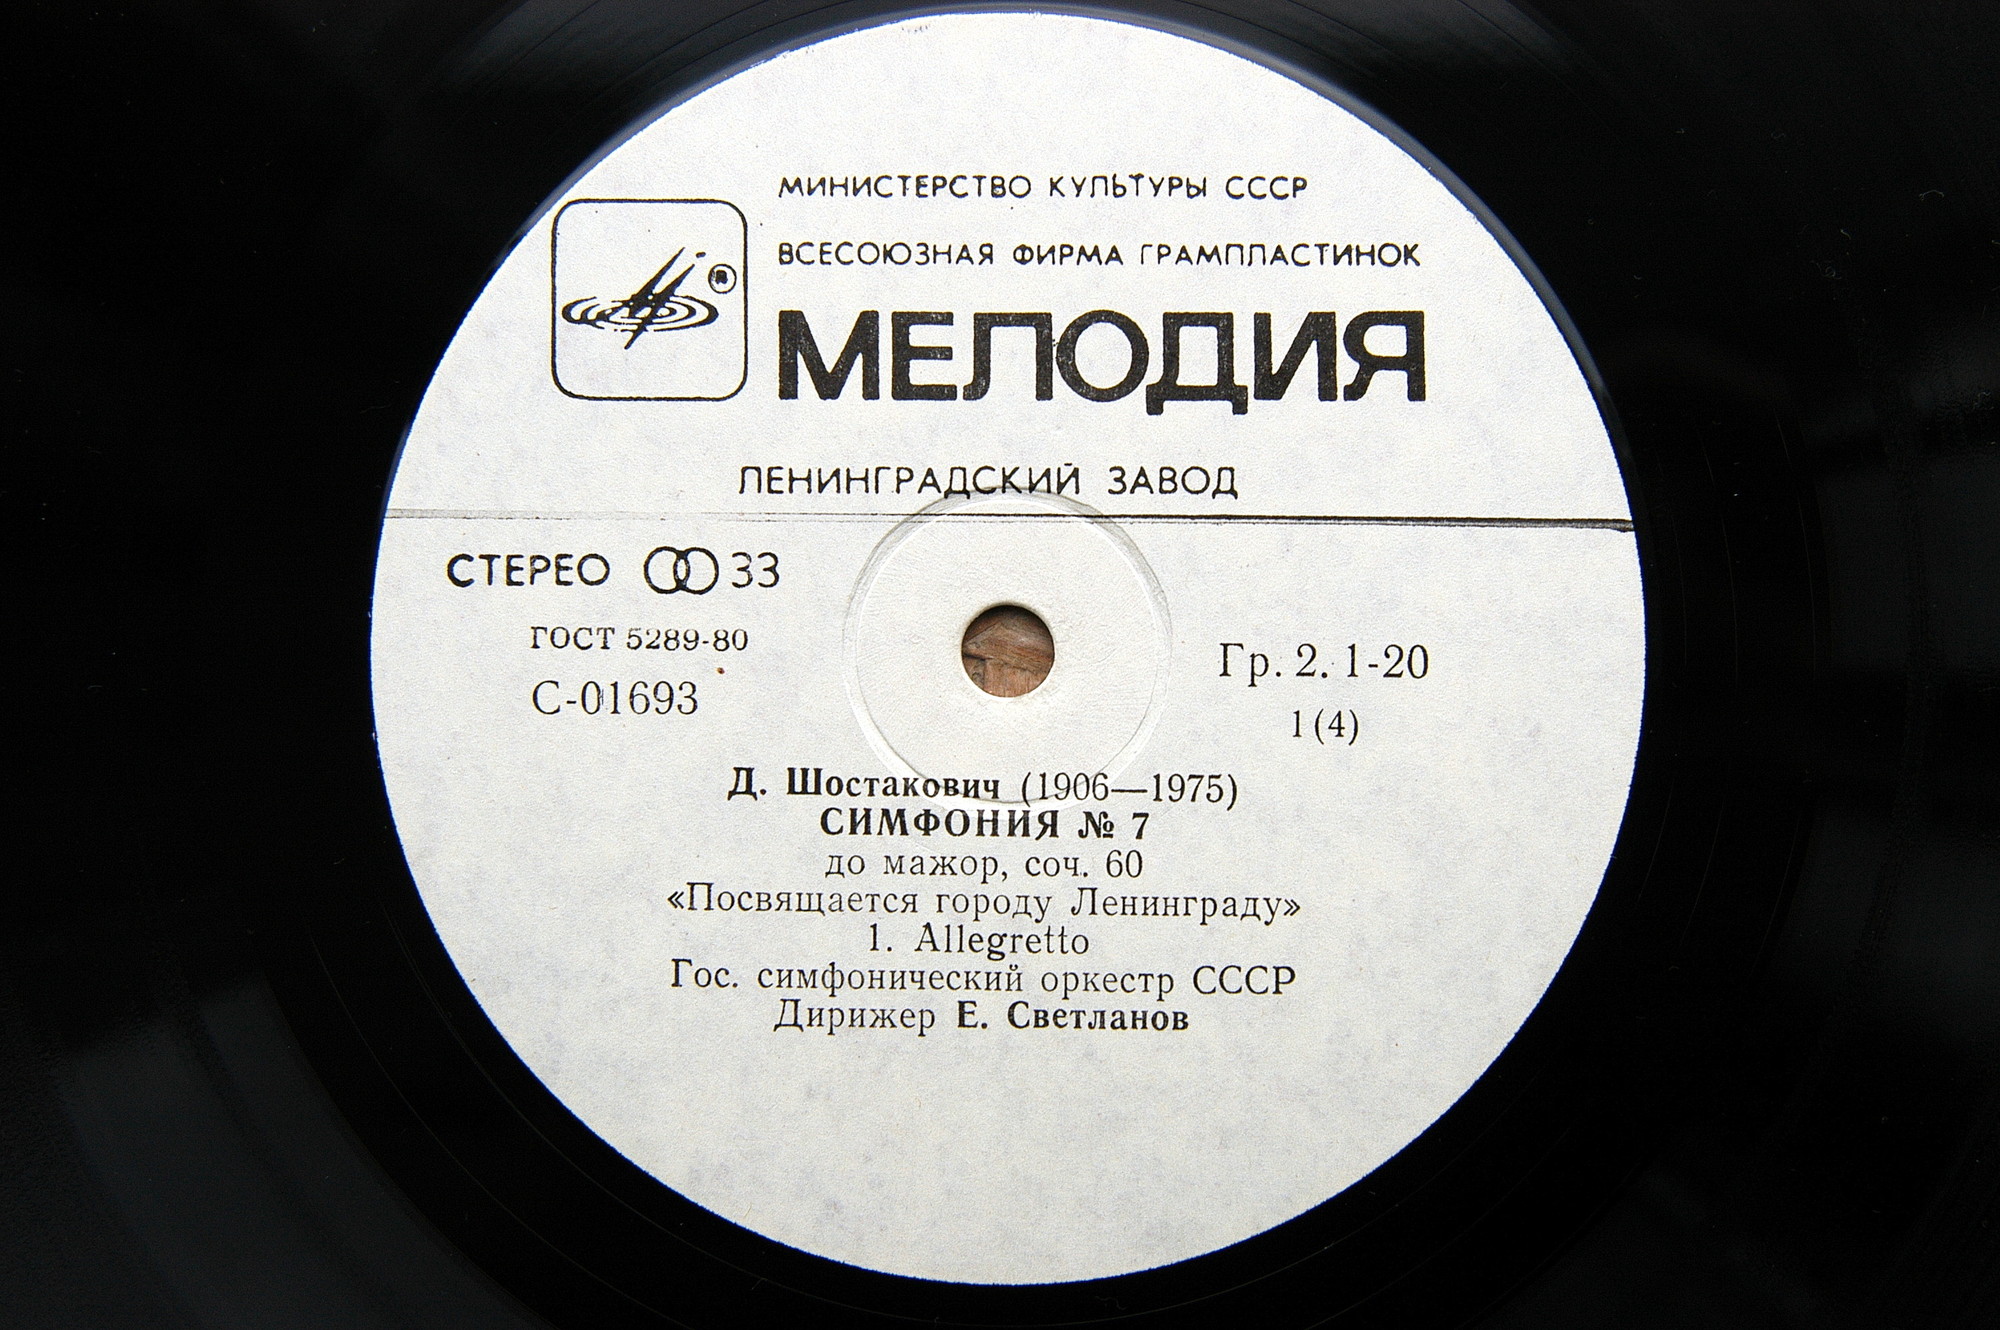 МИНИСТЕРСТВО КУЛЬТУРЫ СССР
ВСЕСОЮЗНАЯ ФИРМА ГРАМПЛАСТИНОК
МЕЛОДИЯ
ЛЕНИНГРАДСКИЙ ЗАВОД
СТЕРЕО 33
ГОСТ 5289-80
С-01693
Гр. 2. 1-20
1 (4)
Д. Шостакович (1906—1975)
СИМФОНИЯ № 7
до мажор, соч. 60
«Посвящается городу Ленинграду»
1. Allegretto
Гос. симфонический оркестр СССР
Дирижер Е. Светланов